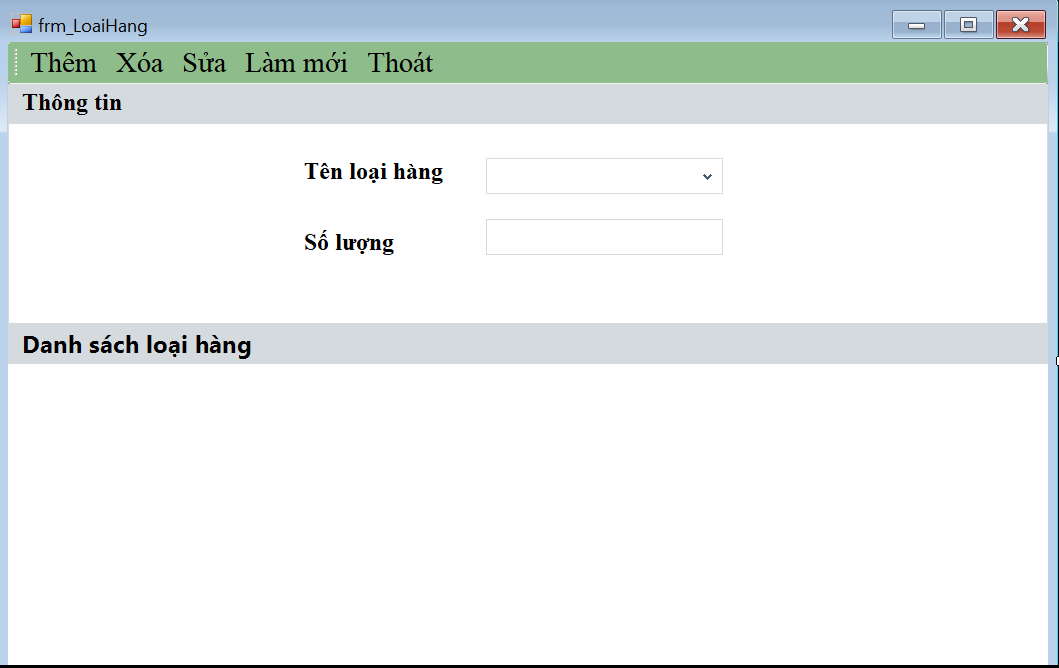 frm_LoaiHang
Thêm Xóa Sửa Làm mới Thoát
Thông tin
Tên loại hàng
Số lượng
Danh sách loại hàng